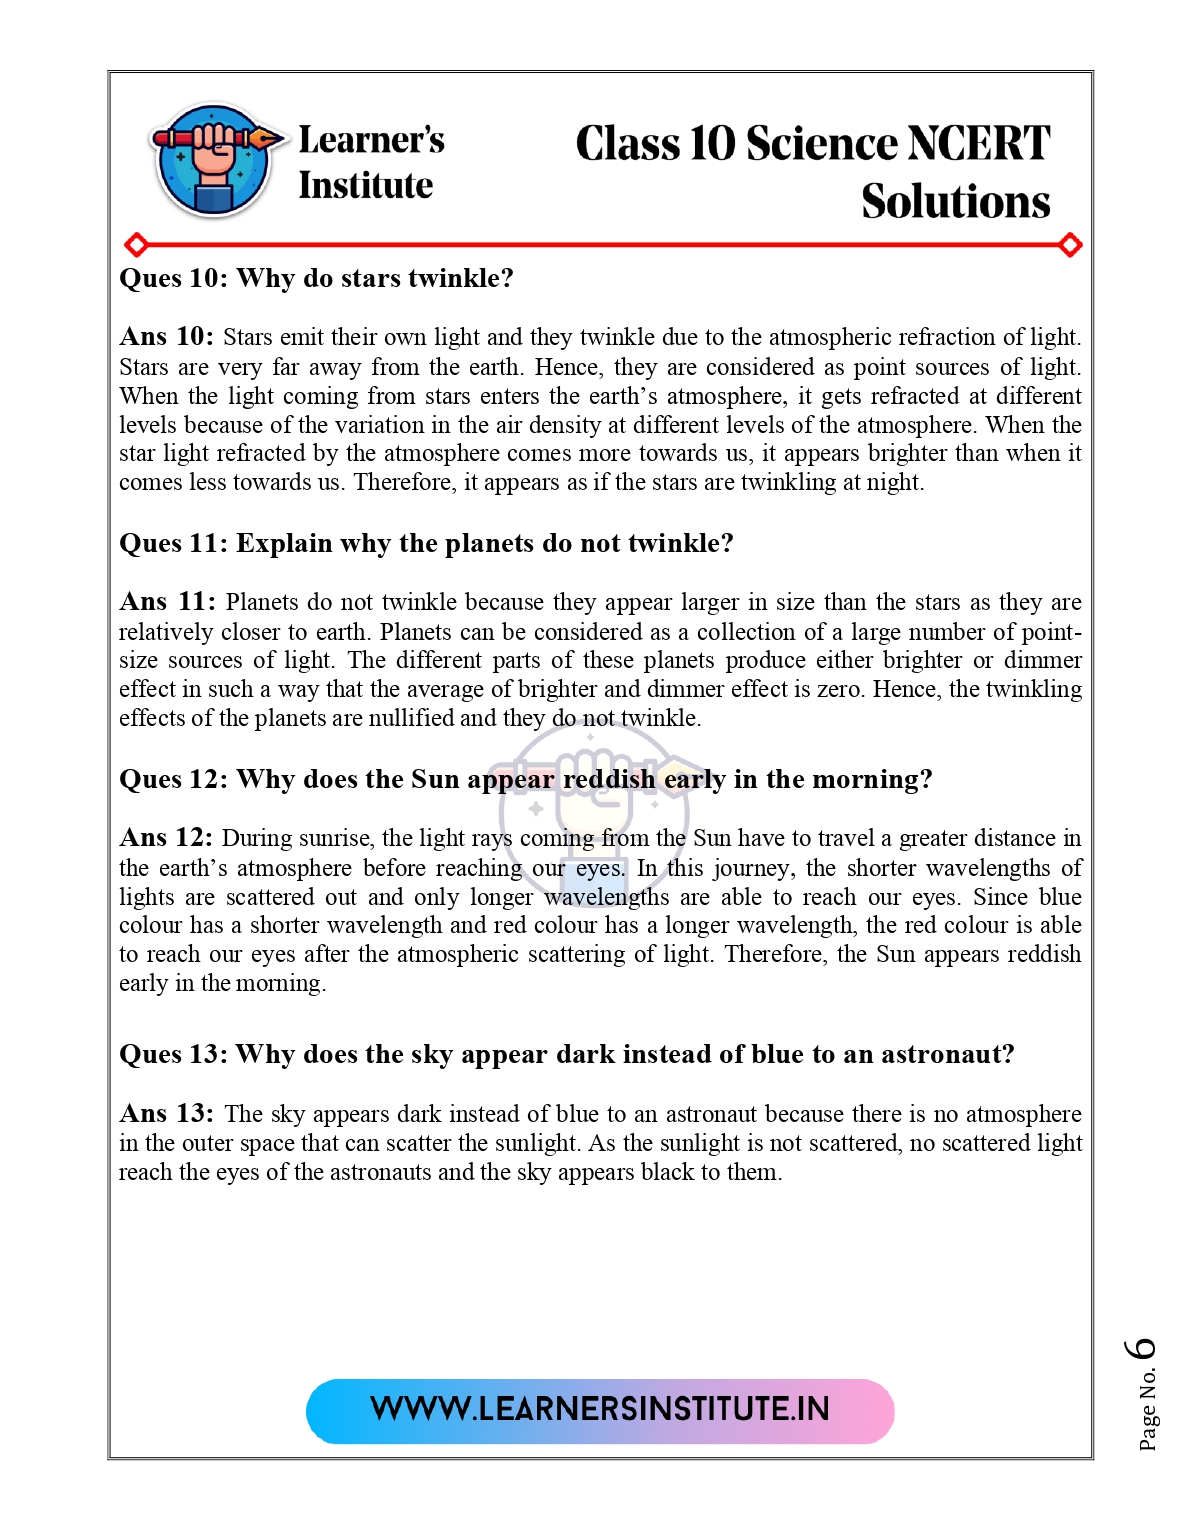 Learner's
Institute
Class 10 Science NCERT
Solutions
Ques 10: Why do stars twinkle?
Ans 10: Stars emit their own light and they twinkle due to the atmospheric refraction of light.
Stars are very far away from the earth. Hence, they are considered as point sources of light.
When the light coming from stars enters the earth's atmosphere, it gets refracted at different
levels because of the variation in the air density at different levels of the atmosphere. When the
star light refracted by the atmosphere comes more towards us, it appears brighter than when it
comes less towards us. Therefore, it appears as if the stars are twinkling at night.
Ques 11: Explain why the planets do not twinkle?
Ans 11: Planets do not twinkle because they appear larger in size than the stars as they are
relatively closer to earth. Planets can be considered as a collection of a large number of point-
size sources of light. The different parts of these planets produce either brighter or dimmer
effect in such a way that the average of brighter and dimmer effect is zero. Hence, the twinkling
effects of the planets are nullified and they do not twinkle.
Ques 12: Why does the Sun appear reddish early in the morning?
Ans 12: During sunrise, the light rays coming from the Sun have to travel a greater distance in
the earth's atmosphere before reaching our eyes. In this journey, the shorter wavelengths of
lights are scattered out and only longer wavelengths are able to reach our eyes. Since blue
colour has a shorter wavelength and red colour has a longer wavelength, the red colour is able
to reach our eyes after the atmospheric scattering of light. Therefore, the Sun appears reddish
early in the morning.
Ques 13: Why does the sky appear dark instead of blue to an astronaut?
Ans 13: The sky appears dark instead of blue to an astronaut because there is no atmosphere
in the outer space that can scatter the sunlight. As the sunlight is not scattered, no scattered light
reach the eyes of the astronauts and the sky appears black to them.
WWW.LEARNERSINSTITUTE.IN
Page No. 6